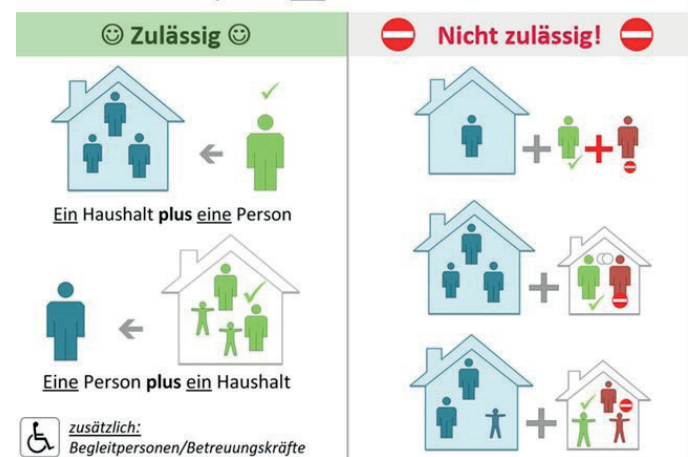 ☺ Zulässig ☺
Nicht zulässig!
Ein Haushalt plus eine Person
Eine Person plus ein Haushalt
zusätzlich:
Begleitpersonen/Betreuungskräfte